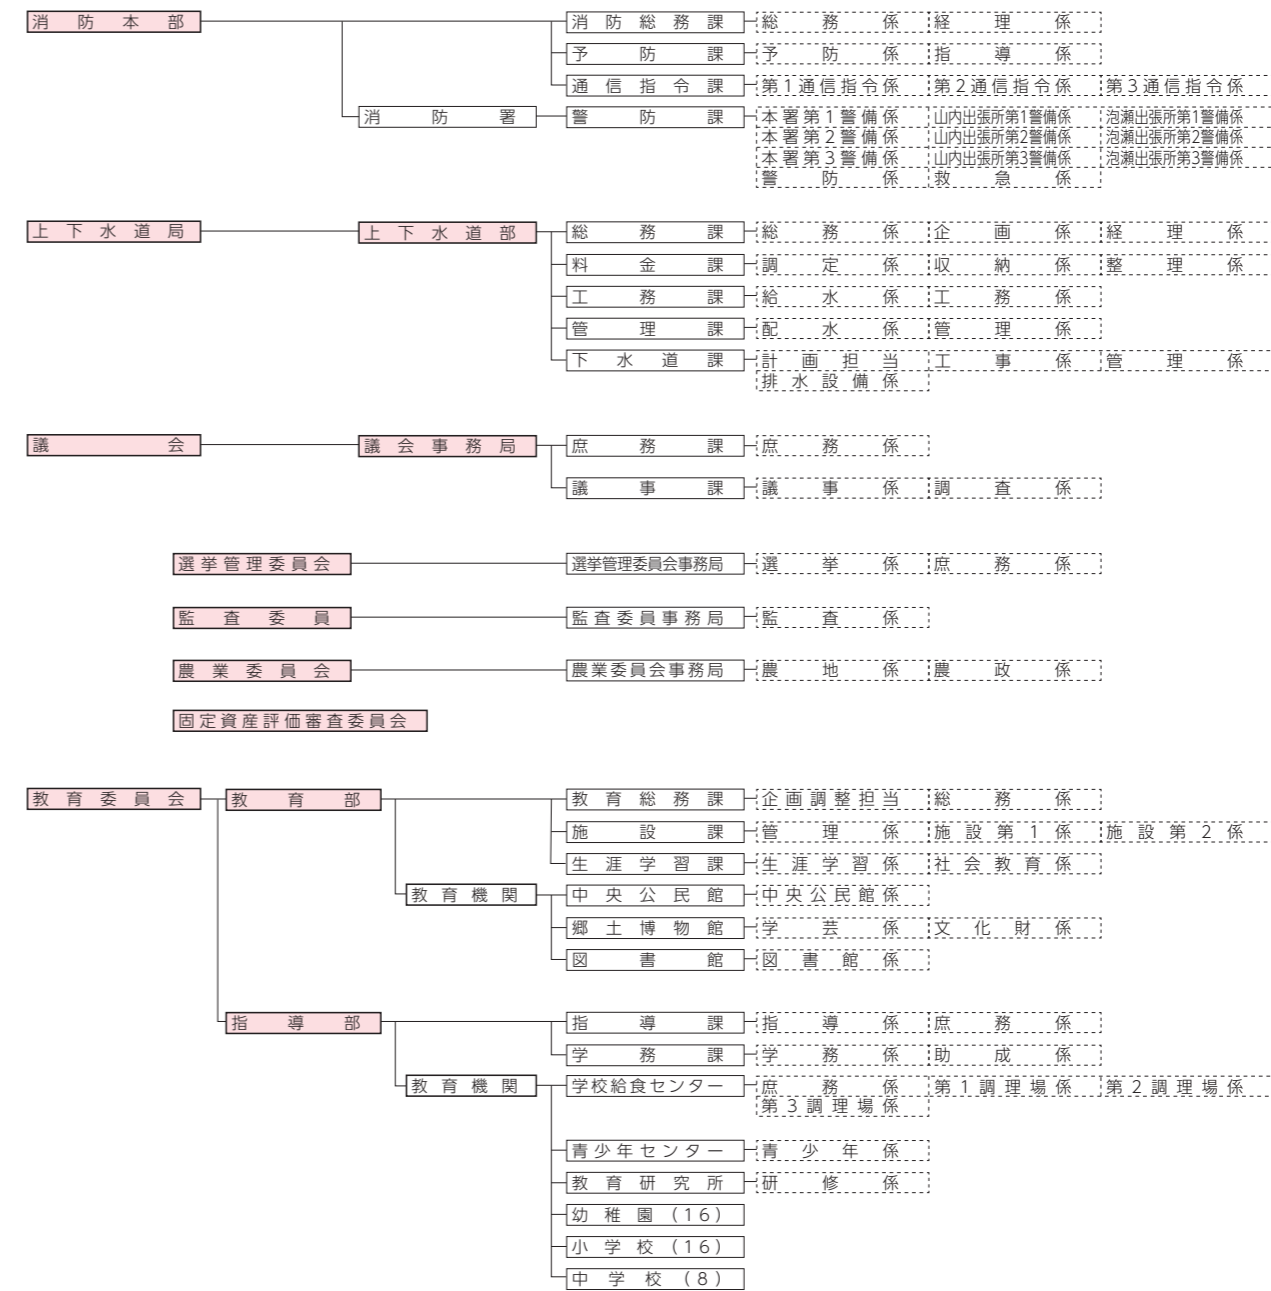 消防本部 消防総務課 総務係 経理係
予防課 予防係 指導係
通信指令課 第1通信指令係 第2通信指令係 第3通信指令係
消防署 警防課 本署第1警備係 山内出張所第1警備係 泡瀬出張所第1警備係
本署第2警備係 山内出張所第2警備係 泡瀬出張所第2警備係
本署第3警備係 山内出張所第3警備係 泡瀬出張所第3警備係
警防係 救急係
上下水道局 上下水道部 総務課 総務係 企画係 経理係
料金課 調定係 収納係 整理係
工務課 給水係 工務係
管理課 配水係 管理係
下水道課 計画担当 工事係 管理係
排水設備係
議会 議会事務局 庶務課 庶務係
議事課 議事係 調査係
選挙管理委員会 選挙管理委員会事務局 選挙係 庶務係
監査委員 監査委員事務局 監査係
農業委員会 農業委員会事務局 農地係 農政係
固定資産評価審査委員会
教育委員会 教育部 教育総務課 企画調整担当 総務係
施設課 管理係 施設第1係 施設第2係
生涯学習課 生涯学習係 社会教育係
教育機関 中央公民館 中央公民館係
郷土博物館 学芸係 文化財係
図書館 図書館係
指導部 指導課 指導係 庶務係
学務課 学務係 助成係
教育機関 学校給食センター 庶務係 第1調理場係 第2調理場係
第3調理場係
青少年センター 青少年係
教育研究所 研修係
幼稚園(16)
小学校(16)
中学校(8)